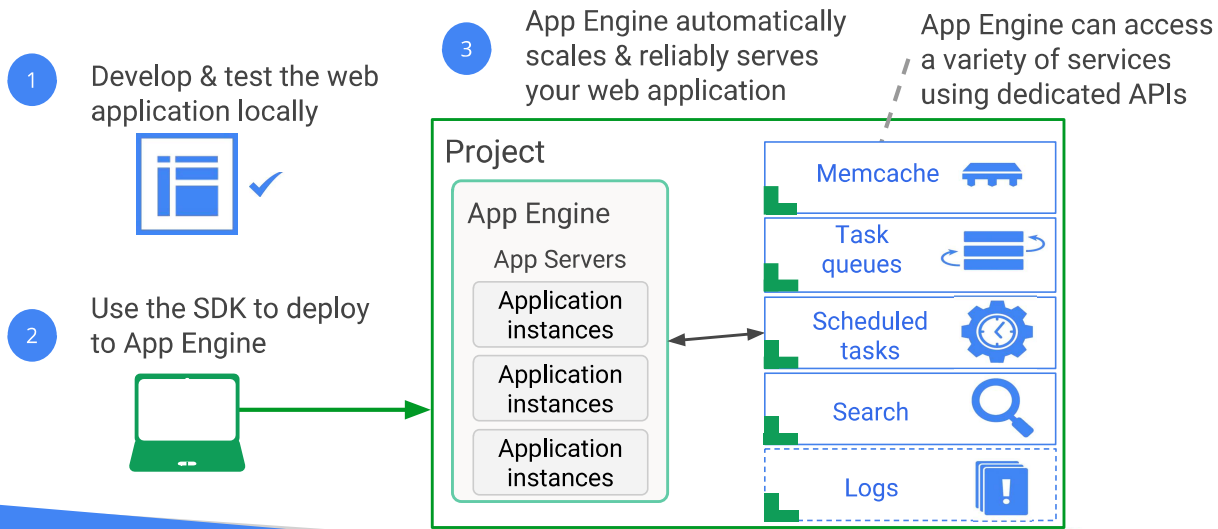 1
Develop & test the web
application locally
2
Use the SDK to deploy
to App Engine
3
App Engine automatically
scales & reliably serves
your web application
App Engine can access
a variety of services
using dedicated APIs
Project
App Engine
App Servers
Application
instances
Application
instances
Application
instances
Memcache
Task
queues
Scheduled
tasks
Search
Logs
!